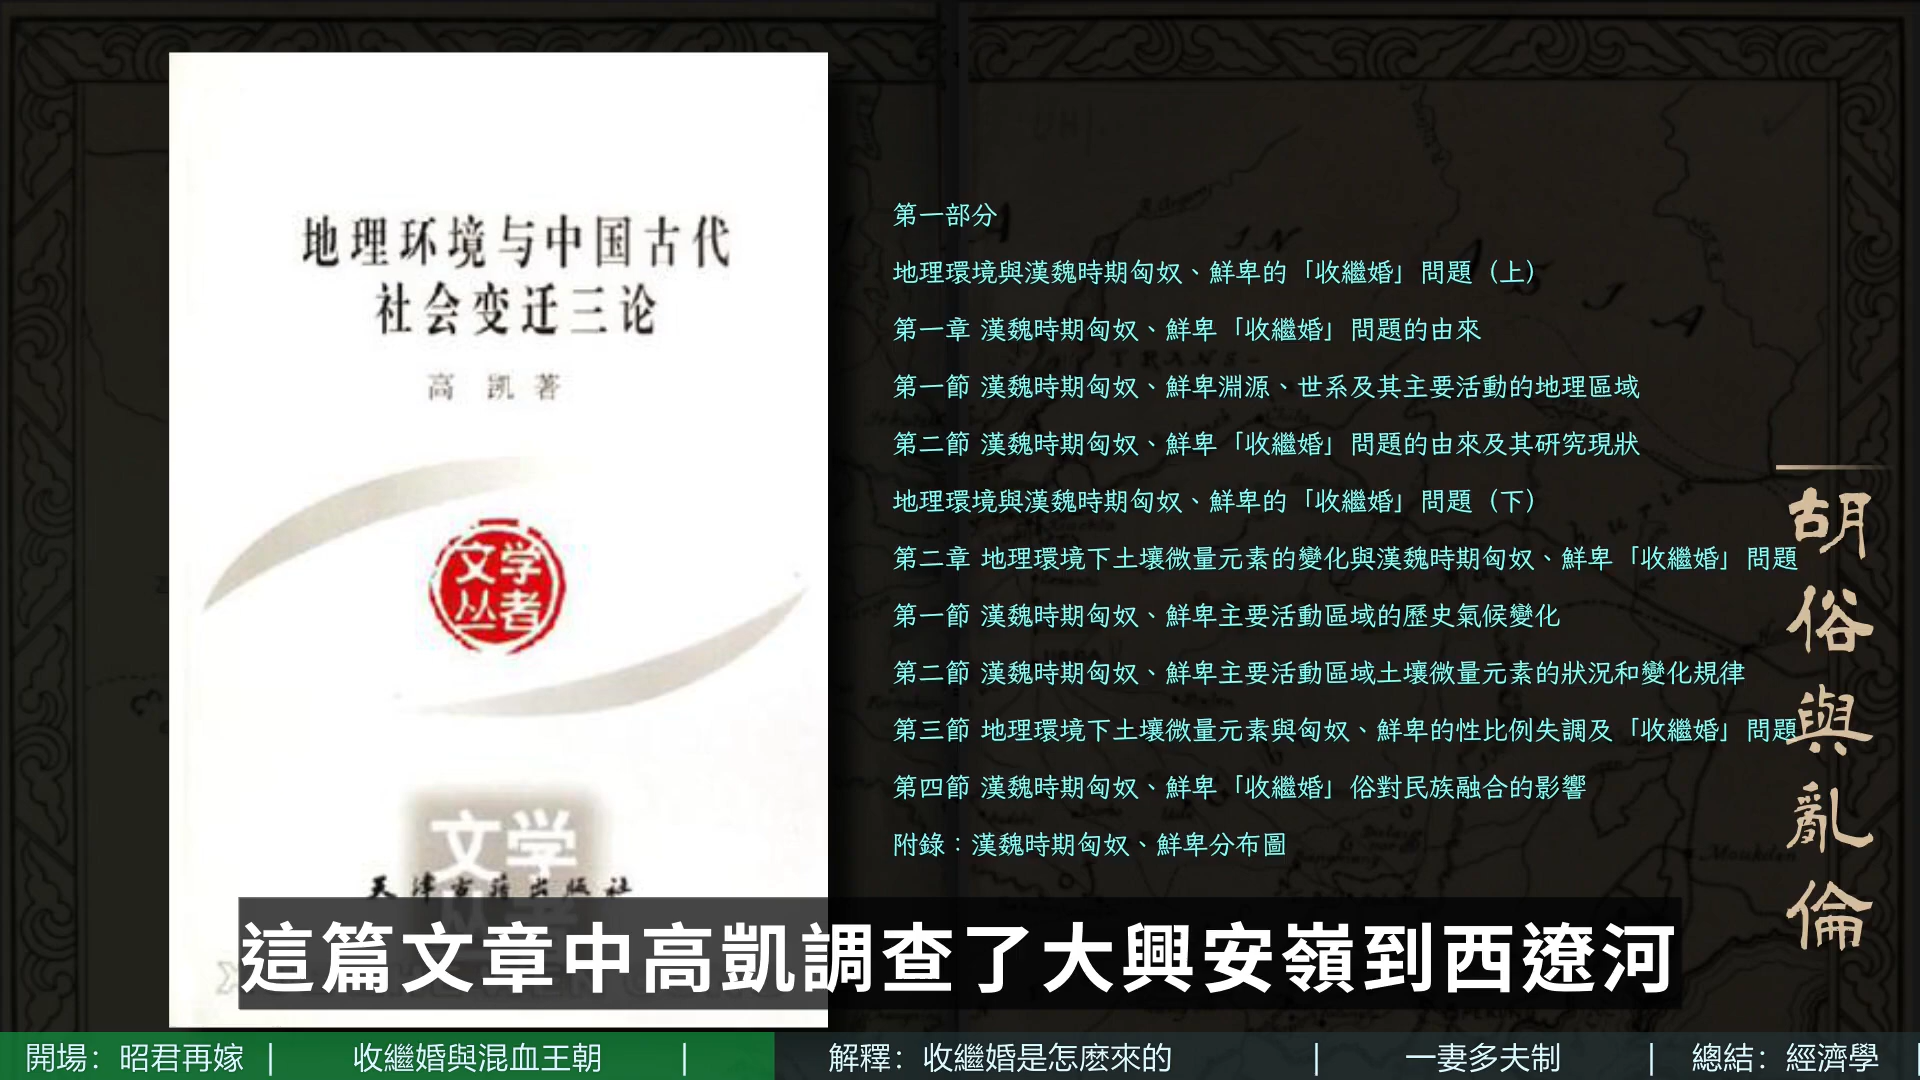 地理环境与中国古代
社会变迁三论
高 凯 著
文学
丛者
文学
天津古籍出版社
第一部分
地理環境與漢魏時期匈奴、鮮卑的「收繼婚」問題（上）
第一章 漢魏時期匈奴、鮮卑「收繼婚」問題的由來
第一節 漢魏時期匈奴、鮮卑淵源、世系及其主要活動的地理區域
第二節 漢魏時期匈奴、鮮卑「收繼婚」問題的由來及其研究現狀
地理環境與漢魏時期匈奴、鮮卑的「收繼婚」問題（下）
第二章 地理環境下土壤微量元素的變化與漢魏時期匈奴、鮮卑「收繼婚」問題
第一節 漢魏時期匈奴、鮮卑主要活動區域的歷史氣候變化
第二節 漢魏時期匈奴、鮮卑主要活動區域土壤微量元素的狀況和變化規律
第三節 地理環境下土壤微量元素與匈奴、鮮卑的性比例失調及「收繼婚」問題
第四節 漢魏時期匈奴、鮮卑「收繼婚」俗對民族融合的影響
附錄：漢魏時期匈奴、鮮卑分布圖
胡俗與亂倫
這篇文章中高凱調查了大興安嶺到西遼河
開場：昭君再嫁 | 收繼婚與混血王朝 | 解釋：收繼婚是怎麽來的 | 一妻多夫制 | 總結：經濟學